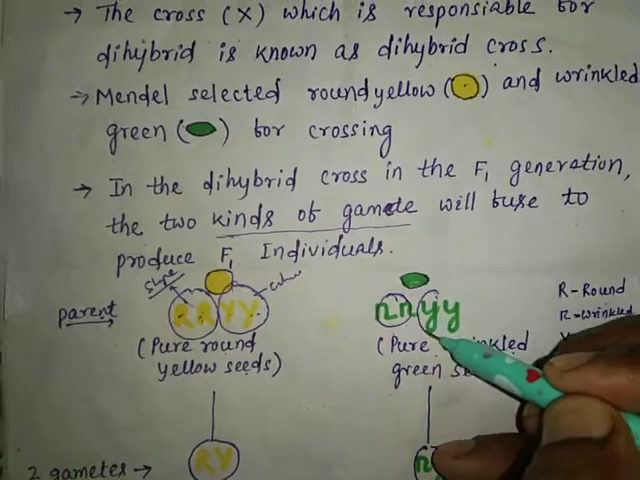 → The cross (x) which is responsiable for
dihybrid is known as dihybrid cross.
→ Mendel selected round yellow ( ) and wrinkled
green ( ) for crossing
→ In the dihybrid cross in the F1 generation,
the two kinds of gamete will fuse to
produce F1 Individuals.
Shape
parent RRYY rryy
R-Round
r-wrinkled
(Pure round (Pure
yellow seeds) green
2 gametes → RY